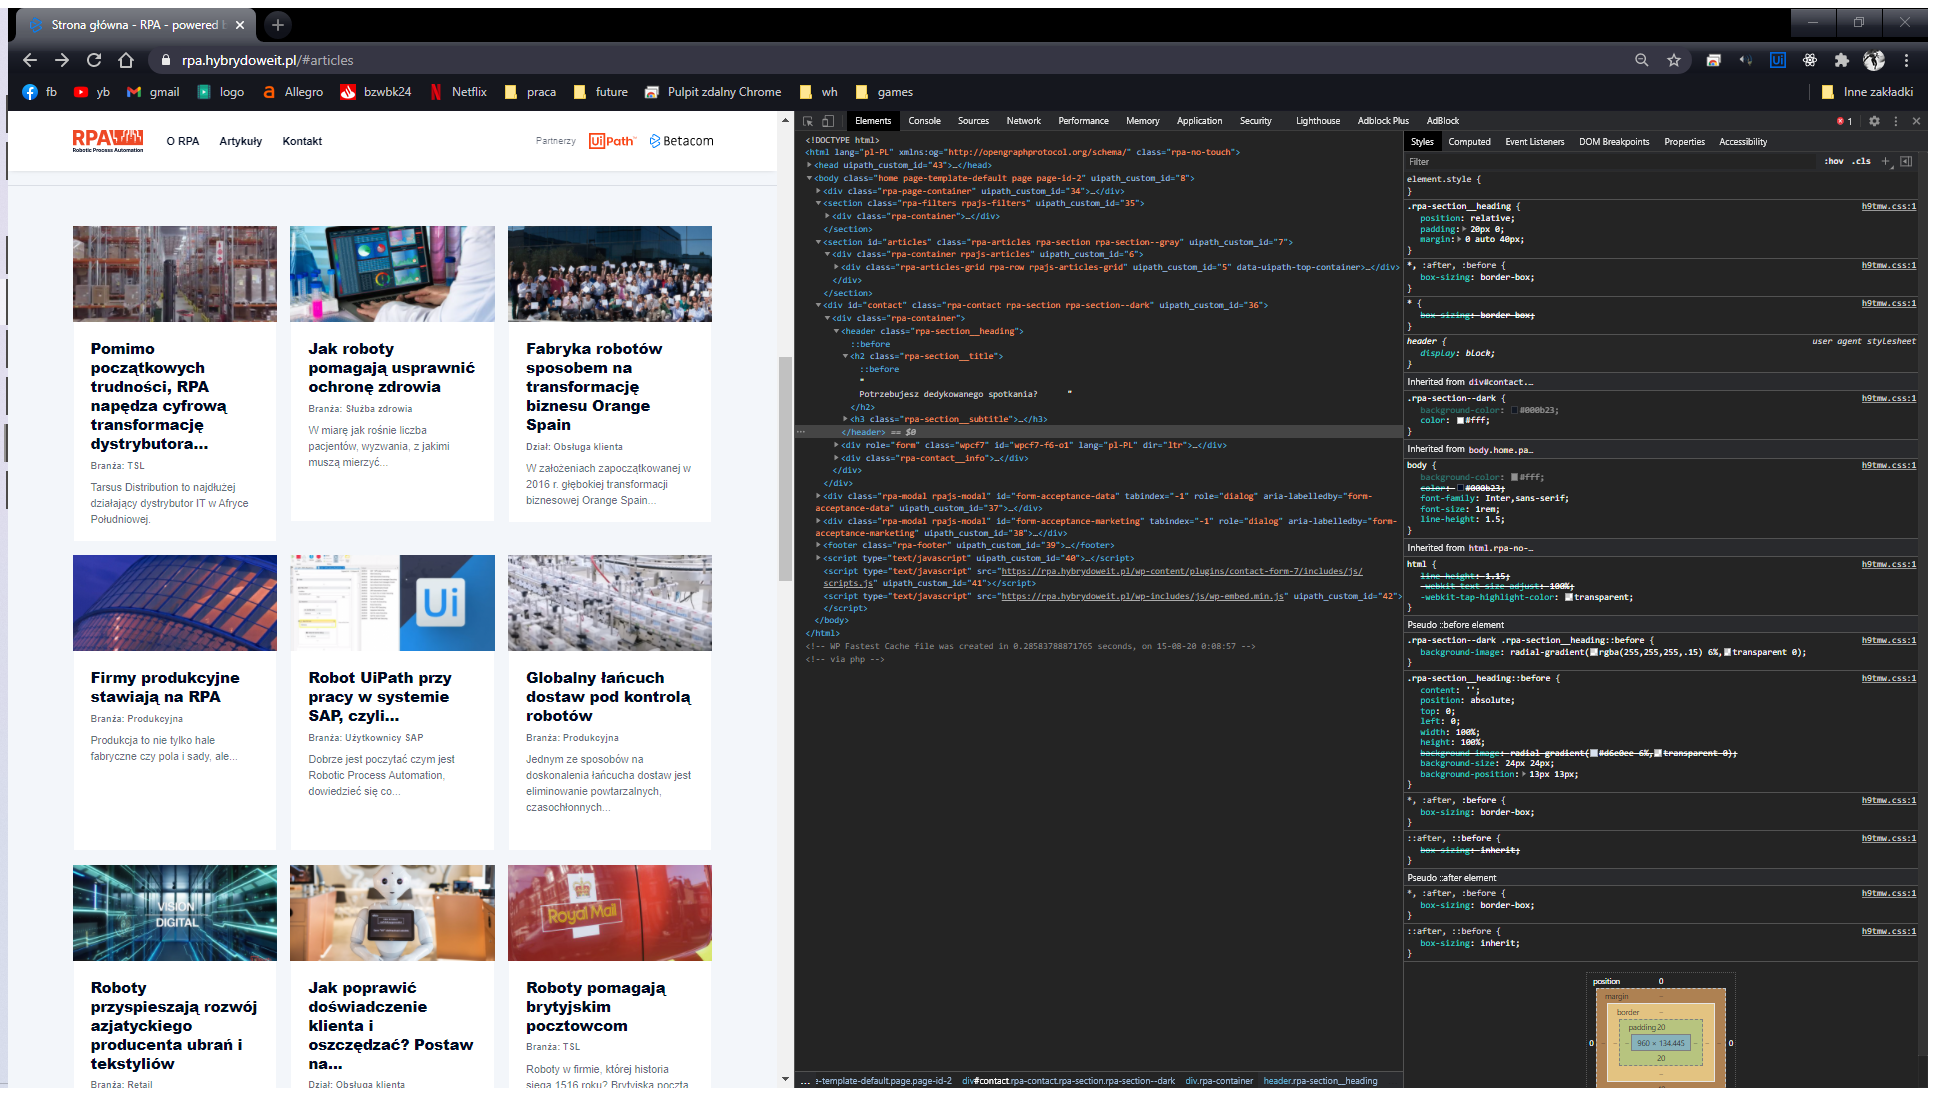 Strona główna - RPA - powered b
rpa.hybrydoweit.pl/#articles
fb yb gmail logo Allegro bzwbk24 Netflix praca future Pulpit zdalny Chrome wh games Inne zakładki
RPA
Robotic Process Automation
O RPA Artykuły Kontakt Partnerzy UiPath Betacom
Pomimo
początkowych
trudności, RPA
napędza cyfrową
transformację
dystrybutora...
Branża: TSL
Tarsus Distribution to najdłużej
działający dystrybutor IT w Afryce
Południowej.
Jak roboty
pomagają usprawnić
ochronę zdrowia
Branża: Służba zdrowia
W miarę jak rośnie liczba
pacjentów, wyzwania, z jakimi
muszą mierzyć...
Fabryka robotów
sposobem na
transformację
biznesu Orange
Spain
Dział: Obsługa klienta
W założeniach zapoczątkowanej w
2016 r. głębokiej transformacji
biznesowej Orange Spain...
Ui
Firmy produkcyjne
stawiają na RPA
Branża: Produkcyjna
Produkcja to nie tylko hale
fabryczne czy pola i sady, ale...
Robot UiPath przy
pracy w systemie
SAP, czyli...
Branża: Użytkownicy SAP
Dobrze jest poczytać czym jest
Robotic Process Automation,
dowiedzieć się co...
Globalny łańcuch
dostaw pod kontrolą
robotów
Branża: Produkcyjna
Jednym ze sposobów na
doskonalenia łańcucha dostaw jest
eliminowanie powtarzalnych,
czasochłonnych...
VISION
DIGITAL
Royal Mail
Roboty
przyspieszają rozwój
azjatyckiego
producenta ubrań i
tekstyliów
Branża: Retail
Jak poprawić
doświadczenie
klienta i
oszczędzać? Postaw
na...
Dział: Obsługa klienta
Roboty pomagają
brytyjskim
pocztowcom
Branża: TSL
Roboty w firmie, której historia
sięga 1516 roku? Brytyjska poczta
Elements Console Sources Network Performance Memory Application Security Lighthouse Adblock Plus AdBlock 1
<!DOCTYPE html>
<html lang="pl-PL" xmlns:og="http://opengraphprotocol.org/schema/" class="rpa-no-touch">
<head uipath_custom_id="43">…</head>
<body class="home page-template-default page page-id-2" uipath_custom_id="8">
<div class="rpa-page-container" uipath_custom_id="34">…</div>
<section class="rpa-filters rpajs-filters" uipath_custom_id="35">
<div class="rpa-container">…</div>
</section>
<section id="articles" class="rpa-articles rpa-section rpa-section--gray" uipath_custom_id="7">
<div class="rpa-container rpajs-articles" uipath_custom_id="6">
<div class="rpa-articles-grid rpa-row rpajs-articles-grid" uipath_custom_id="5" data-uipath-top-container>…</div>
</div>
</section>
<div id="contact" class="rpa-contact rpa-section rpa-section--dark" uipath_custom_id="36">
<div class="rpa-container">
<header class="rpa-section__heading">
::before
<h2 class="rpa-section__title">
::before
"
Potrzebujesz dedykowanego spotkania? "
</h2>
<h3 class="rpa-section__subtitle">…</h3>
</header> == $0
<div role="form" class="wpcf7" id="wpcf7-f6-o1" lang="pl-PL" dir="ltr">…</div>
<div class="rpa-contact__info">…</div>
</div>
</div>
<div class="rpa-modal rpajs-modal" id="form-acceptance-data" tabindex="-1" role="dialog" aria-labelledby="form-
acceptance-data" uipath_custom_id="37">…</div>
<div class="rpa-modal rpajs-modal" id="form-acceptance-marketing" tabindex="-1" role="dialog" aria-labelledby="form-
acceptance-marketing" uipath_custom_id="38">…</div>
<footer class="rpa-footer" uipath_custom_id="39">…</footer>
<script type="text/javascript" uipath_custom_id="40">…</script>
<script type="text/javascript" src="https://rpa.hybrydoweit.pl/wp-content/plugins/contact-form-7/includes/js/
scripts.js" uipath_custom_id="41"></script>
<script type="text/javascript" src="https://rpa.hybrydoweit.pl/wp-includes/js/wp-embed.min.js" uipath_custom_id="42">
</script>
</body>
</html>
<!-- WP Fastest Cache file was created in 0.28583788871765 seconds, on 15-08-20 0:08:57 -->
<!-- via php -->
... e-template-default.page.page-id-2 div#contact.rpa-contact.rpa-section.rpa-section--dark div.rpa-container header.rpa-section__heading
Styles Computed Event Listeners DOM Breakpoints Properties Accessibility
Filter :hov .cls +
element.style {
}
.rpa-section__heading { h9tmw.css:1
position: relative;
padding: 20px 0;
margin: 0 auto 40px;
}
*, :after, :before { h9tmw.css:1
box-sizing: border-box;
}
* { h9tmw.css:1
box-sizing: border-box;
}
header { user agent stylesheet
display: block;
}
Inherited from div#contact.…
.rpa-section--dark { h9tmw.css:1
background-color: #000b23;
color: #fff;
}
Inherited from body.home.pa…
body { h9tmw.css:1
background-color: #fff;
color: #000b23;
font-family: Inter,sans-serif;
font-size: 1rem;
line-height: 1.5;
}
Inherited from html.rpa-no-…
html { h9tmw.css:1
line-height: 1.15;
-webkit-text-size-adjust: 100%;
-webkit-tap-highlight-color: transparent;
}
Pseudo ::before element
.rpa-section--dark .rpa-section__heading::before { h9tmw.css:1
background-image: radial-gradient(rgba(255,255,255,.15) 6%,transparent 0);
}
.rpa-section__heading::before { h9tmw.css:1
content: '';
position: absolute;
top: 0;
left: 0;
width: 100%;
height: 100%;
background-image: radial-gradient(#d6e0ee 6%,transparent 0);
background-size: 24px 24px;
background-position: 13px 13px;
}
*, :after, :before { h9tmw.css:1
box-sizing: border-box;
}
::after, ::before { h9tmw.css:1
box-sizing: inherit;
}
Pseudo ::after element
*, :after, :before { h9tmw.css:1
box-sizing: border-box;
}
::after, ::before { h9tmw.css:1
box-sizing: inherit;
}
position 0
margin -
border -
padding 20
0 960 × 134.445 0
20